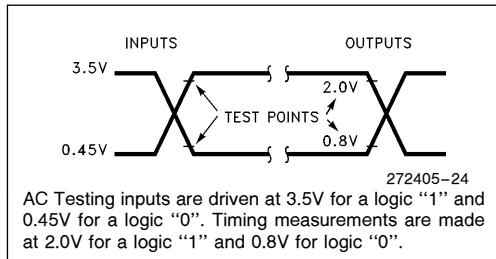 INPUTS OUTPUTS
3.5V
2.0V
TEST POINTS
0.8V
0.45V
272405–24
AC Testing inputs are driven at 3.5V for a logic ‘‘1’’ and
0.45V for a logic ‘‘0’’. Timing measurements are made
at 2.0V for a logic ‘‘1’’ and 0.8V for logic ‘‘0’’.